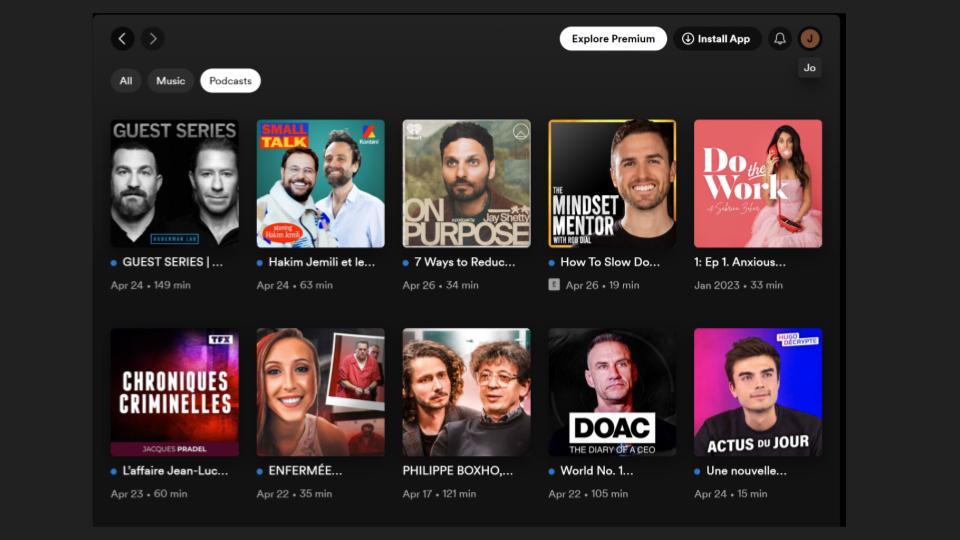 Explore Premium
Install App
J
Jo
All
Music
Podcasts
GUEST SERIES
HUBERMAN LAB
GUEST SERIES | ...
Apr 24 • 149 min
SMALL
TALK
Konbini
starring
Hakim Jemili
Hakim Jemili et le...
Apr 24 • 63 min
iHeart
ON
podcast by
Jay Shetty
PURPOSE
7 Ways to Reduc...
Apr 26 • 34 min
THE
MINDSET
MENTOR
WITH ROB DIAL
How To Slow Do...
E
Apr 26 • 19 min
Do
the
Work
w/ Sabrina Zohar
1: Ep 1. Anxious...
Jan 2023 • 33 min
TFX
CHRONIQUES
CRIMINELLES
JACQUES PRADEL
L'affaire Jean-Luc...
Apr 23 • 60 min
ENFERMÉE...
Apr 22 • 35 min
PHILIPPE BOXHO,...
Apr 17 • 121 min
DOAC
THE DIARY OF A CEO
World No. 1...
Apr 22 • 105 min
HUGO
DÉCRYPTE
ACTUS DU JOUR
Une nouvelle...
Apr 24 • 15 min